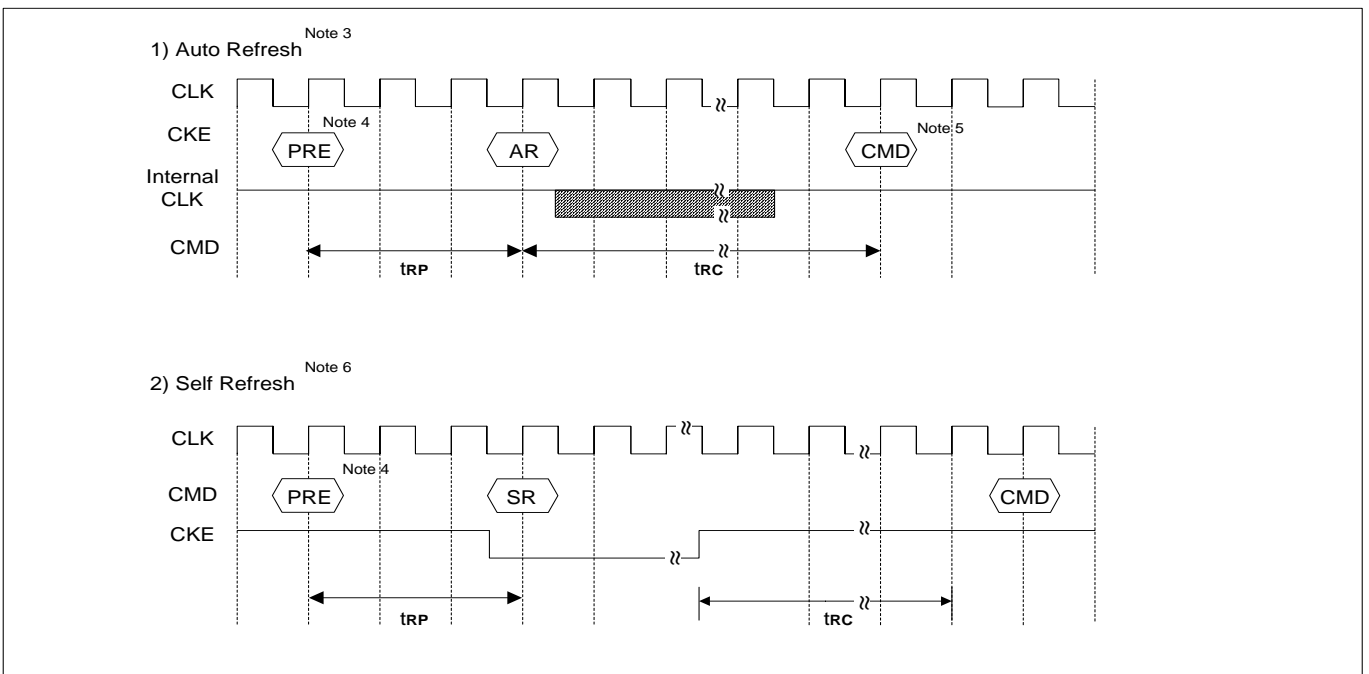 1) Auto Refresh Note 3
CLK
CKE
Note 4
Note 5
PRE
AR
CMD
Internal
CLK
CMD
tRP
tRC
2) Self Refresh Note 6
CLK
Note 4
CMD
PRE
SR
CMD
CKE
tRP
tRC